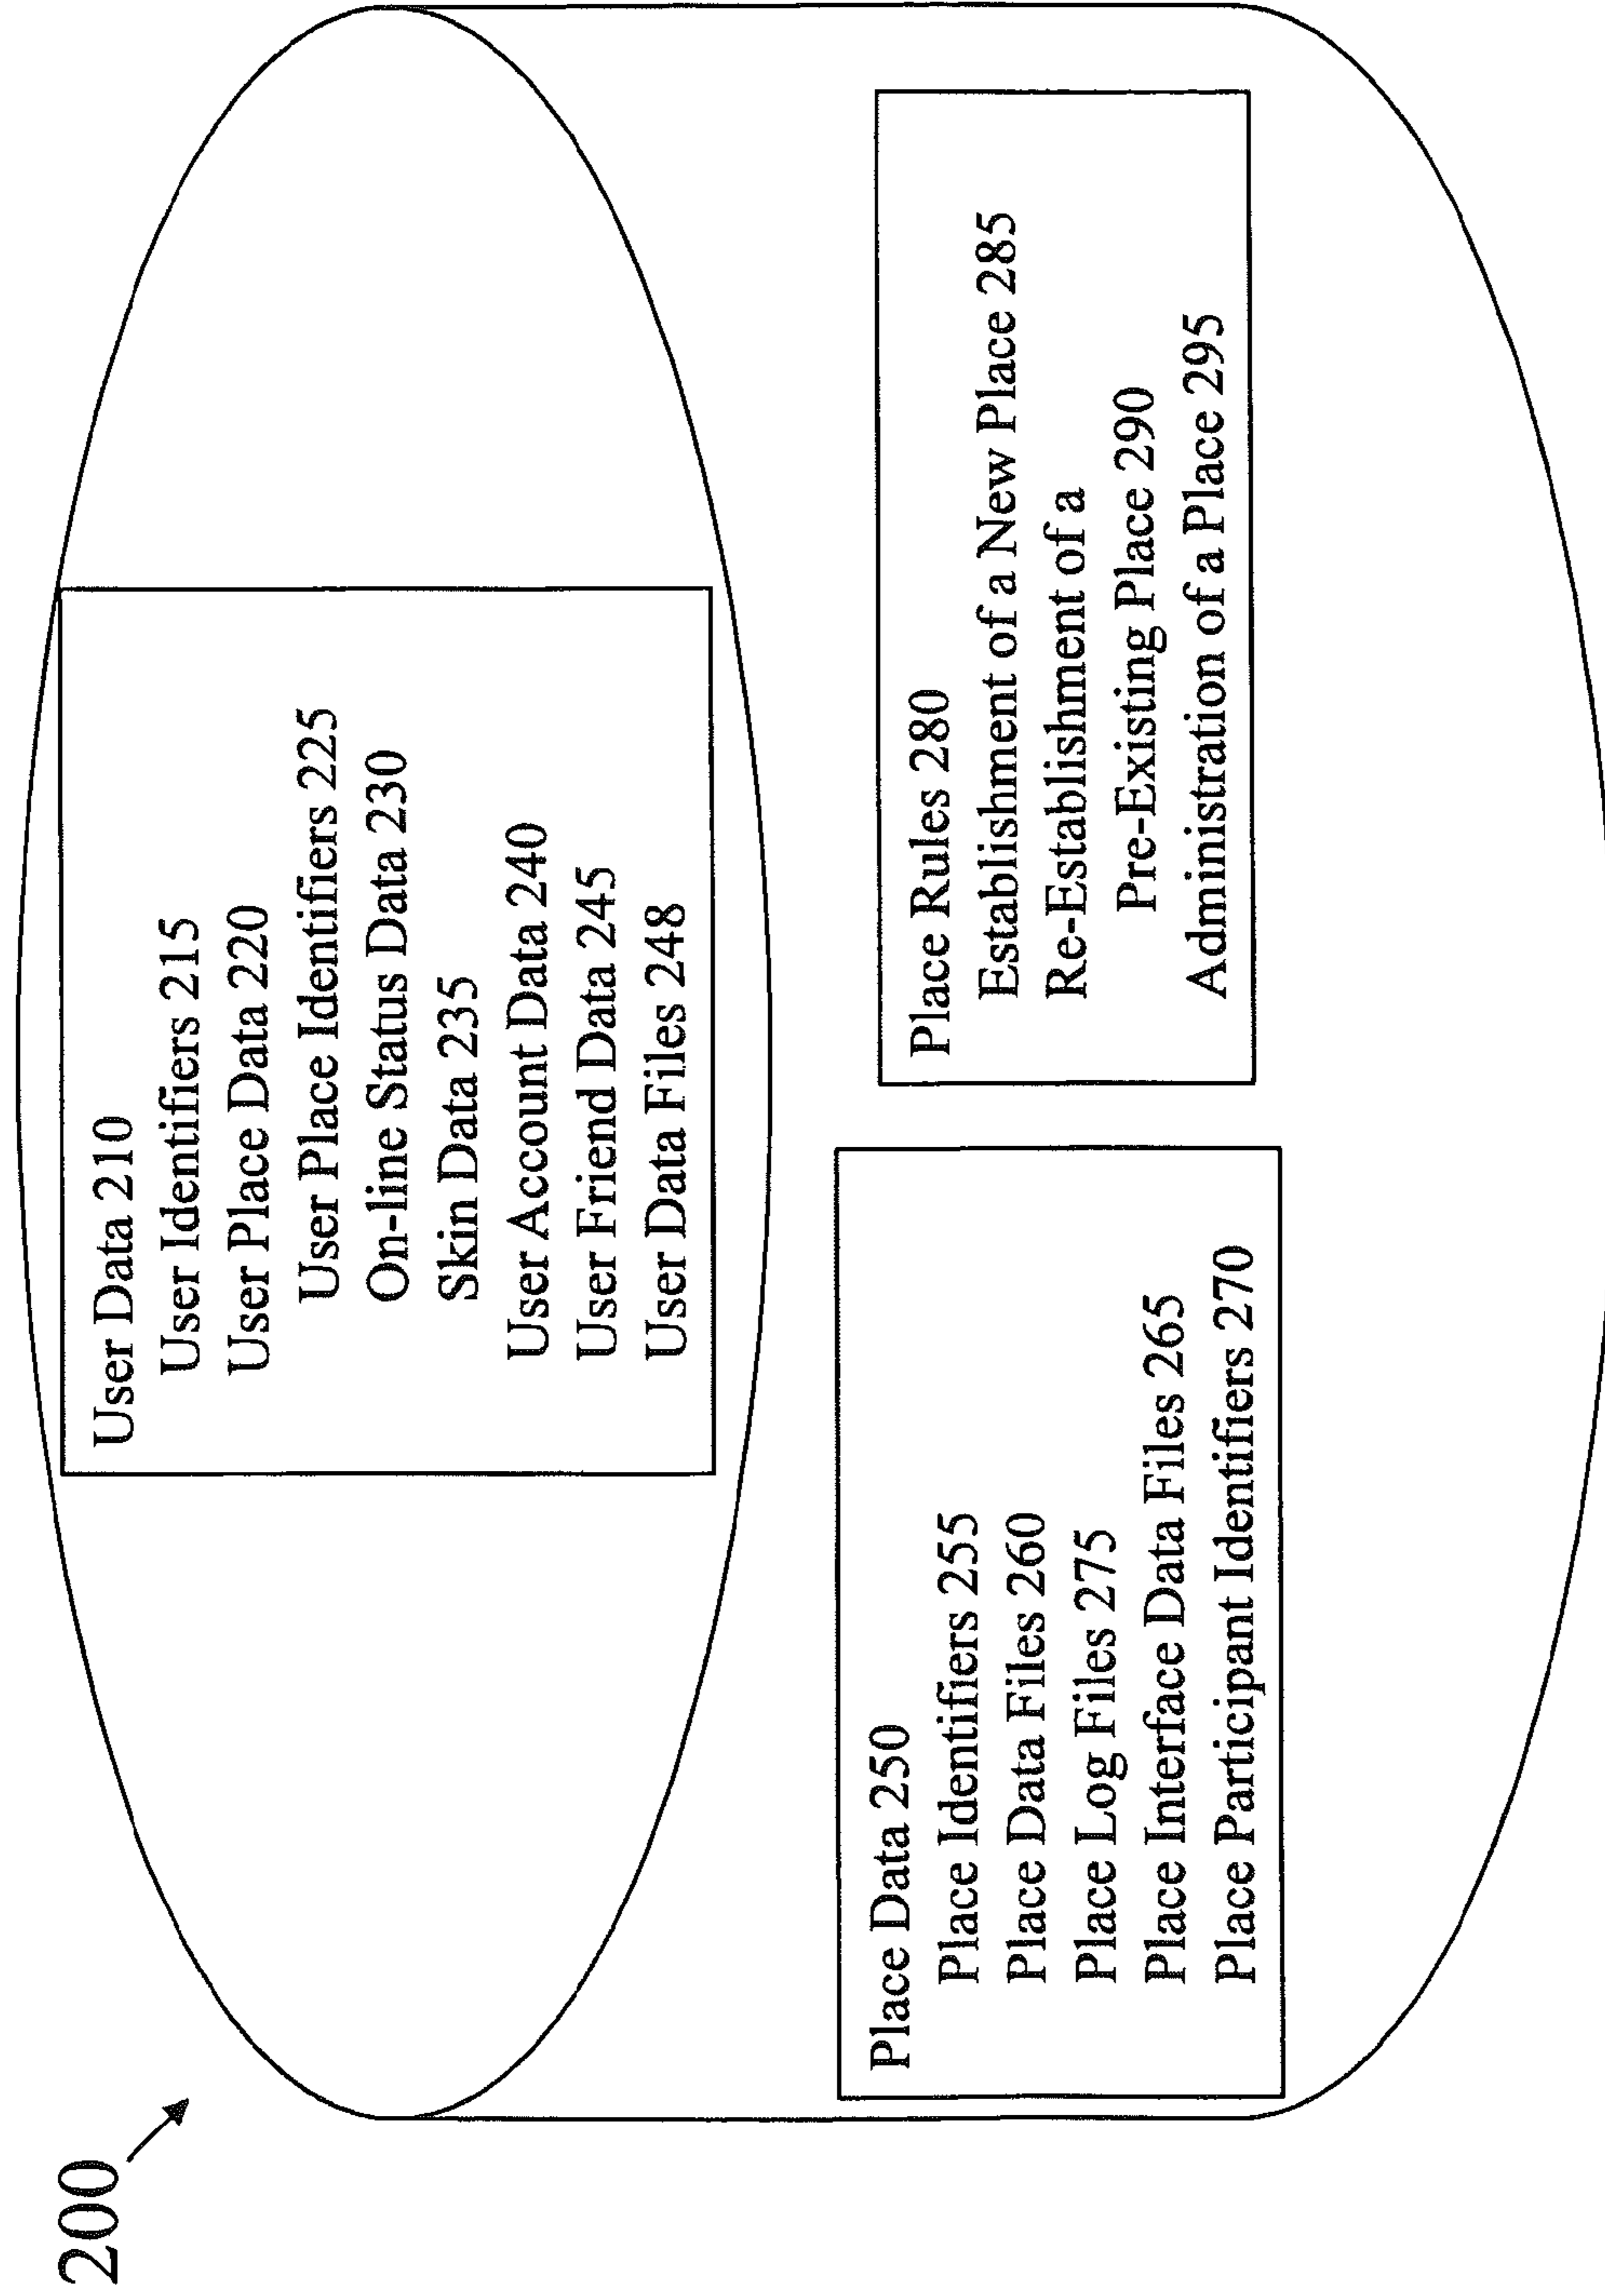 200
User Data 210
User Identifiers 215
User Place Data 220
User Place Identifiers 225
On-line Status Data 230
Skin Data 235
User Account Data 240
User Friend Data 245
User Data Files 248
Place Data 250
Place Identifiers 255
Place Data Files 260
Place Log Files 275
Place Interface Data Files 265
Place Participant Identifiers 270
Place Rules 280
Establishment of a New Place 285
Re-Establishment of a
Pre-Existing Place 290
Administration of a Place 295